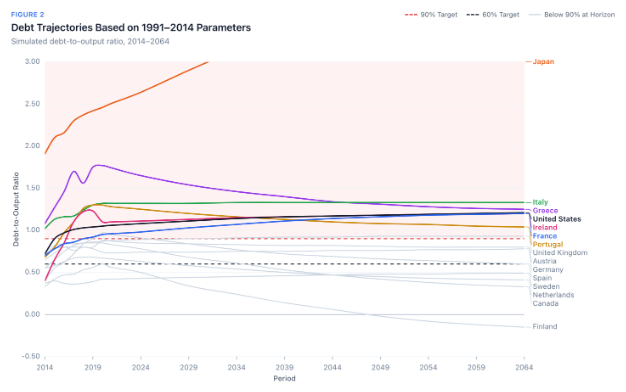 FIGURE 2
90% Target
60% Target
Below 90% at Horizon
Debt Trajectories Based on 1991–2014 Parameters
Simulated debt-to-output ratio, 2014–2064
3.00
2.50
2.00
1.50
1.00
0.50
0.00
-0.50
Debt-to-Output Ratio
2014
2019
2024
2029
2034
2039
2044
2049
2054
2059
2064
Period
Japan
Italy
Greece
United States
Ireland
France
Portugal
United Kingdom
Austria
Germany
Spain
Sweden
Netherlands
Canada
Finland